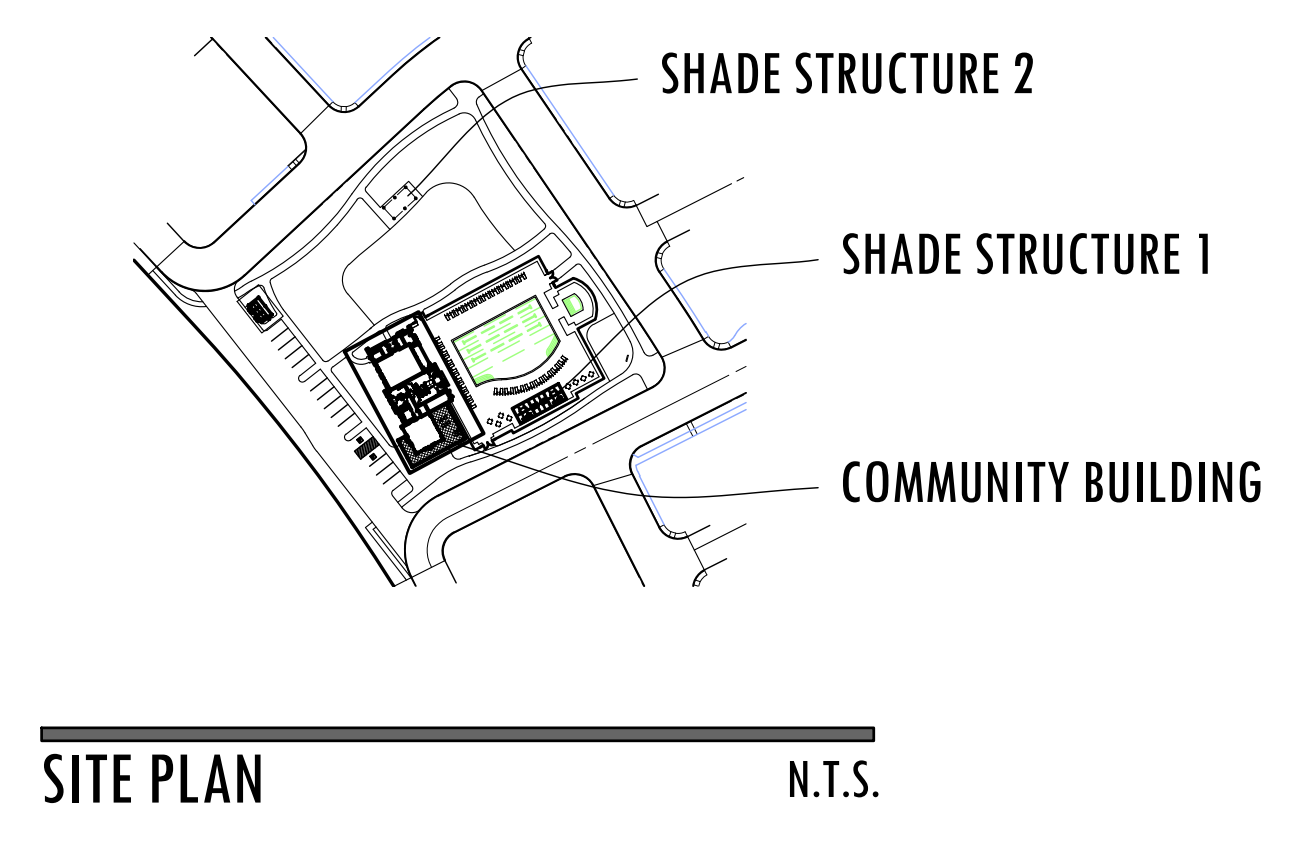 SHADE STRUCTURE 2
SHADE STRUCTURE 1
COMMUNITY BUILDING
SITE PLAN
N.T.S.